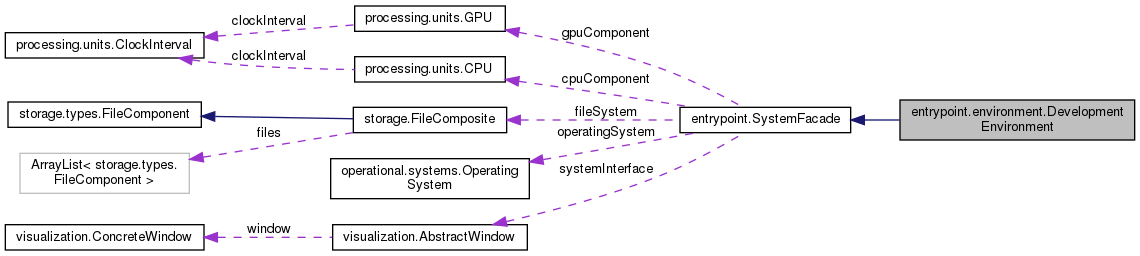 processing.units.GPU
clockInterval
gpuComponent
processing.units.ClockInterval
clockInterval
processing.units.CPU
cpuComponent
storage.types.FileComponent
storage.FileComposite
fileSystem
entrypoint.SystemFacade
entrypoint.environment.Development
Environment
files
operatingSystem
ArrayList< storage.types.
FileComponent >
operational.systems.Operating
System
systemInterface
visualization.ConcreteWindow
window
visualization.AbstractWindow